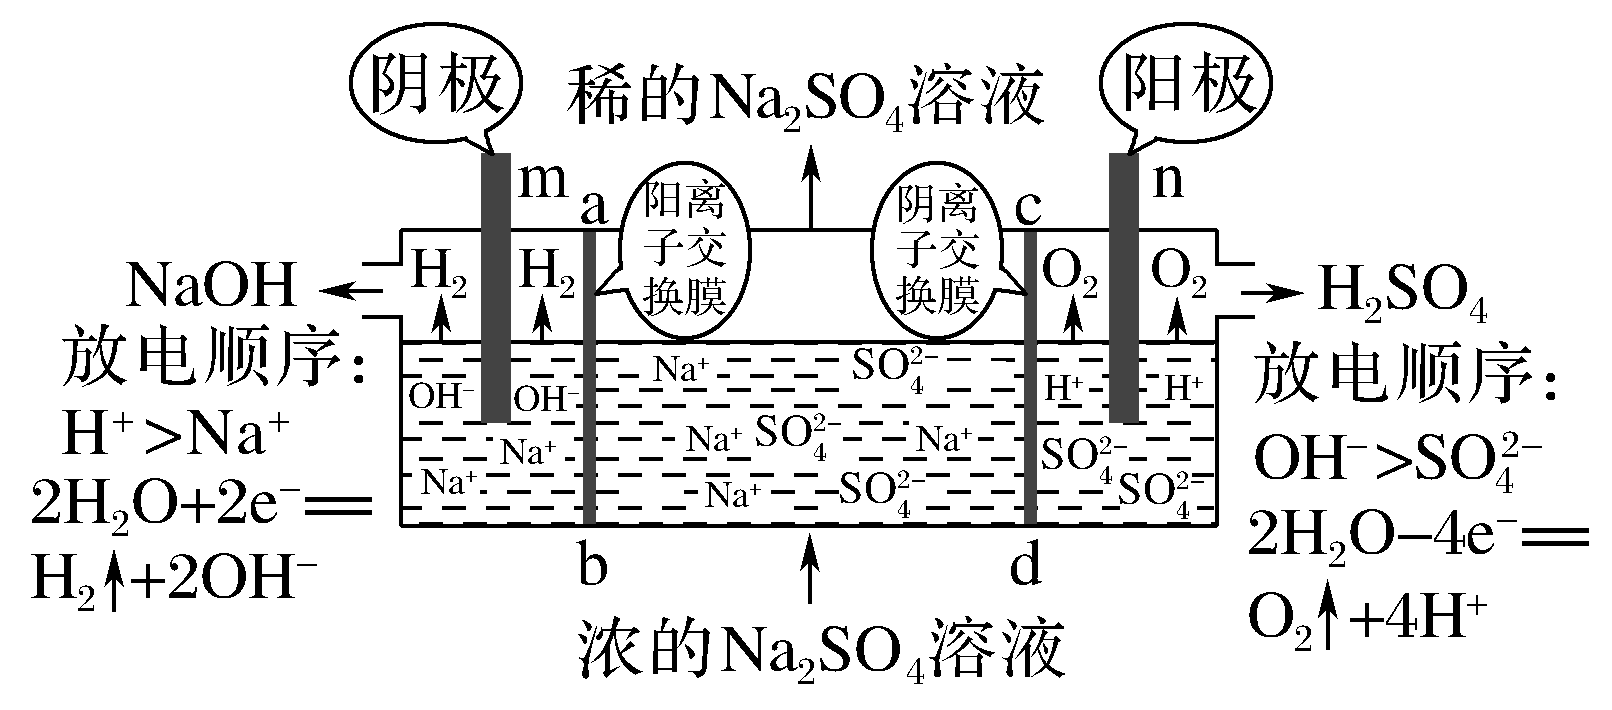 阴极
稀的Na₂SO₄溶液
阳极
m
n
a
阳离
子交
换膜
阴离
子交
换膜
c
H₂
H₂
O₂
O₂
NaOH
H₂SO₄
放电顺序：
H⁺>Na⁺
2H₂O+2e⁻══
H₂↑+2OH⁻
OH⁻
OH⁻
Na⁺
Na⁺
Na⁺
SO₄²⁻
Na⁺
SO₄²⁻
Na⁺
Na⁺
SO₄²⁻
H⁺
H⁺
SO₄²⁻
SO₄²⁻
放电顺序：
OH⁻>SO₄²⁻
2H₂O−4e⁻══
O₂↑+4H⁺
b
d
浓的Na₂SO₄溶液